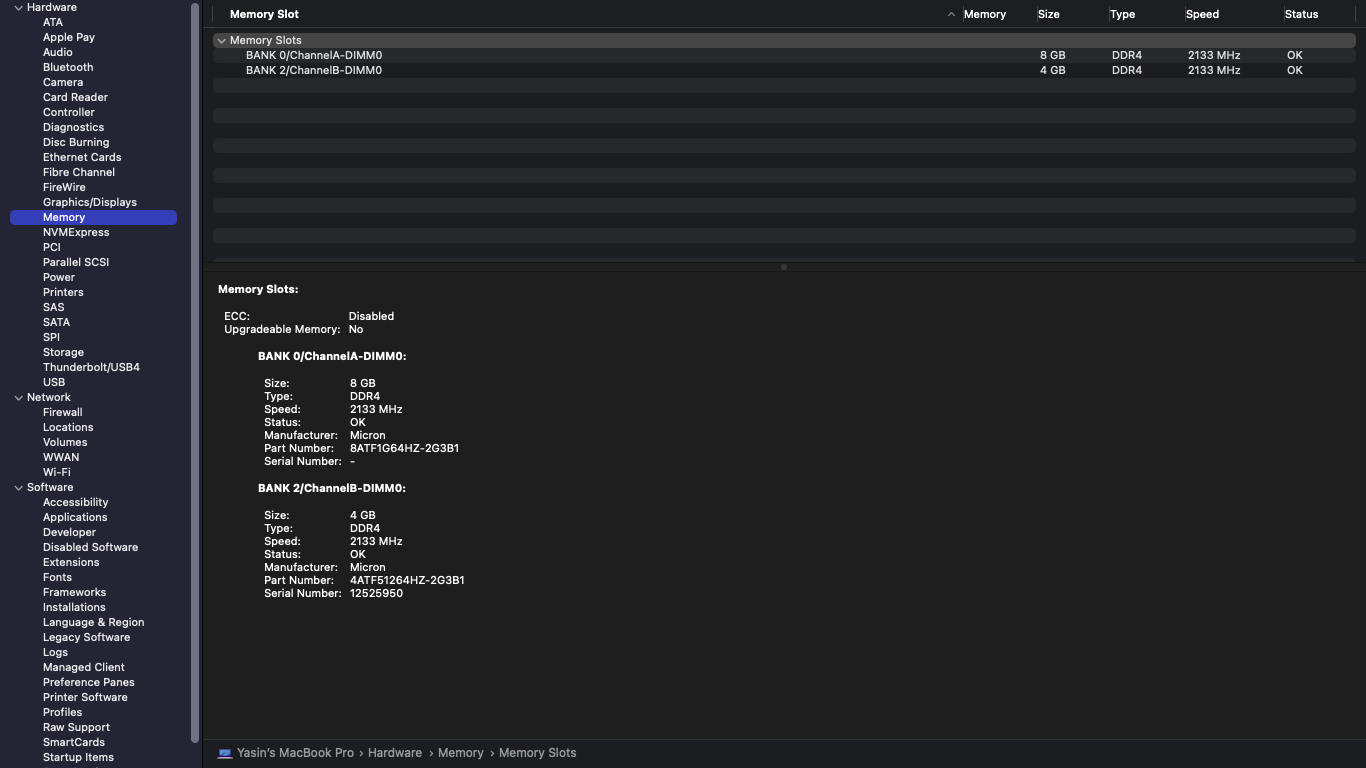 Hardware
ATA
Apple Pay
Audio
Bluetooth
Camera
Card Reader
Controller
Diagnostics
Disc Burning
Ethernet Cards
Fibre Channel
FireWire
Graphics/Displays
Memory
NVMExpress
PCI
Parallel SCSI
Power
Printers
SAS
SATA
SPI
Storage
Thunderbolt/USB4
USB
Network
Firewall
Locations
Volumes
WWAN
Wi-Fi
Software
Accessibility
Applications
Developer
Disabled Software
Extensions
Fonts
Frameworks
Installations
Language & Region
Legacy Software
Logs
Managed Client
Preference Panes
Printer Software
Profiles
Raw Support
SmartCards
Startup Items
Memory Slot Memory Size Type Speed Status
Memory Slots
BANK 0/ChannelA-DIMM0 8 GB DDR4 2133 MHz OK
BANK 2/ChannelB-DIMM0 4 GB DDR4 2133 MHz OK
Memory Slots:
ECC: Disabled
Upgradeable Memory: No
BANK 0/ChannelA-DIMM0:
Size: 8 GB
Type: DDR4
Speed: 2133 MHz
Status: OK
Manufacturer: Micron
Part Number: 8ATF1G64HZ-2G3B1
Serial Number: -
BANK 2/ChannelB-DIMM0:
Size: 4 GB
Type: DDR4
Speed: 2133 MHz
Status: OK
Manufacturer: Micron
Part Number: 4ATF51264HZ-2G3B1
Serial Number: 12525950
Yasin's MacBook Pro › Hardware › Memory › Memory Slots